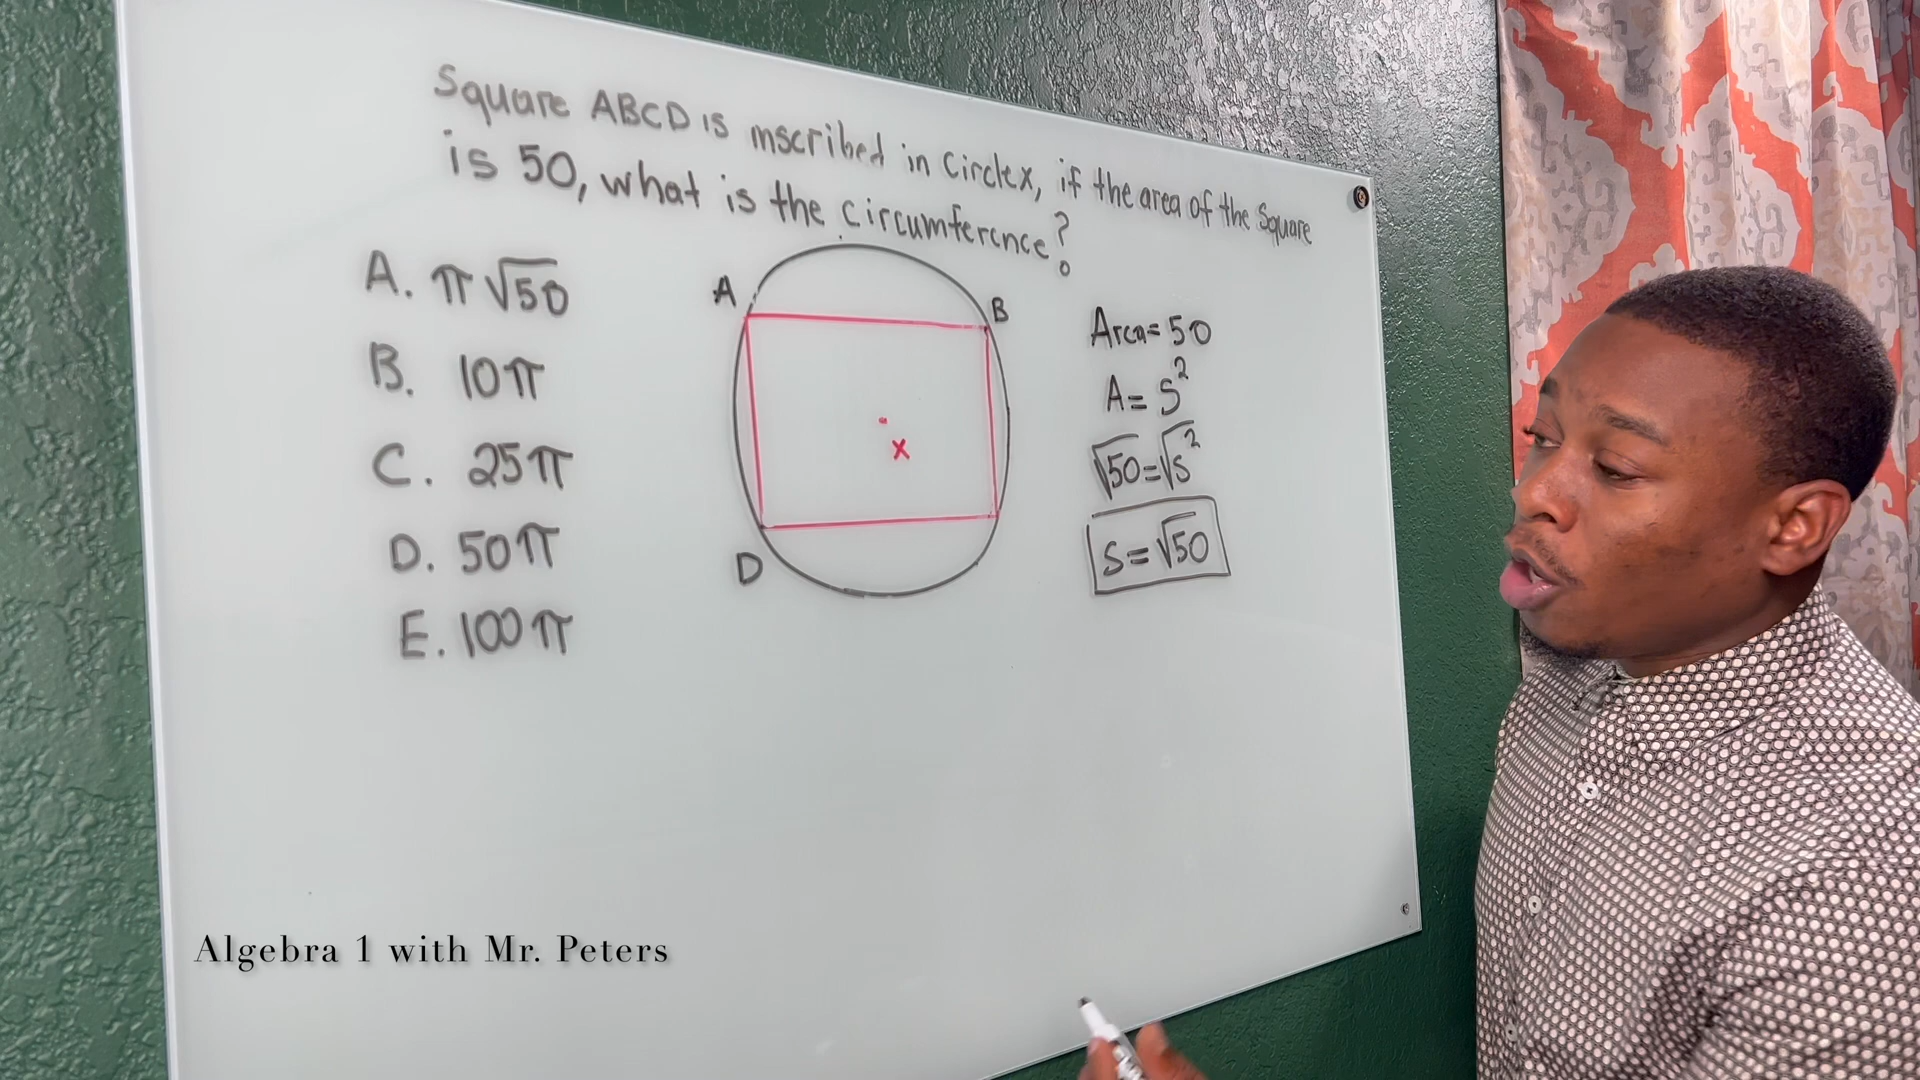 Square ABCD is inscribed in Circle x, if the area of the Square
is 50, what is the circumference?
A. π√50
B. 10π
C. 25π
D. 50π
E. 100π
A
B
x
D
Area = 50
A = S²
√50 = √S²
S = √50
Algebra 1 with Mr. Peters